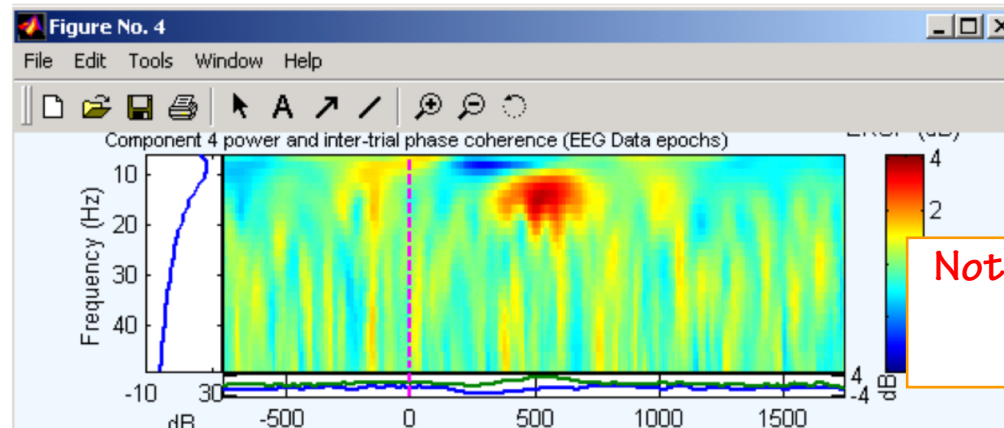 Figure No. 4
File Edit Tools Window Help
A
Component 4 power and inter-trial phase coherence (EEG Data epochs)
10
20
30
40
Frequency (Hz)
4
2
Not
-10 30
dB
4
-4
dB
-500 0 500 1000 1500